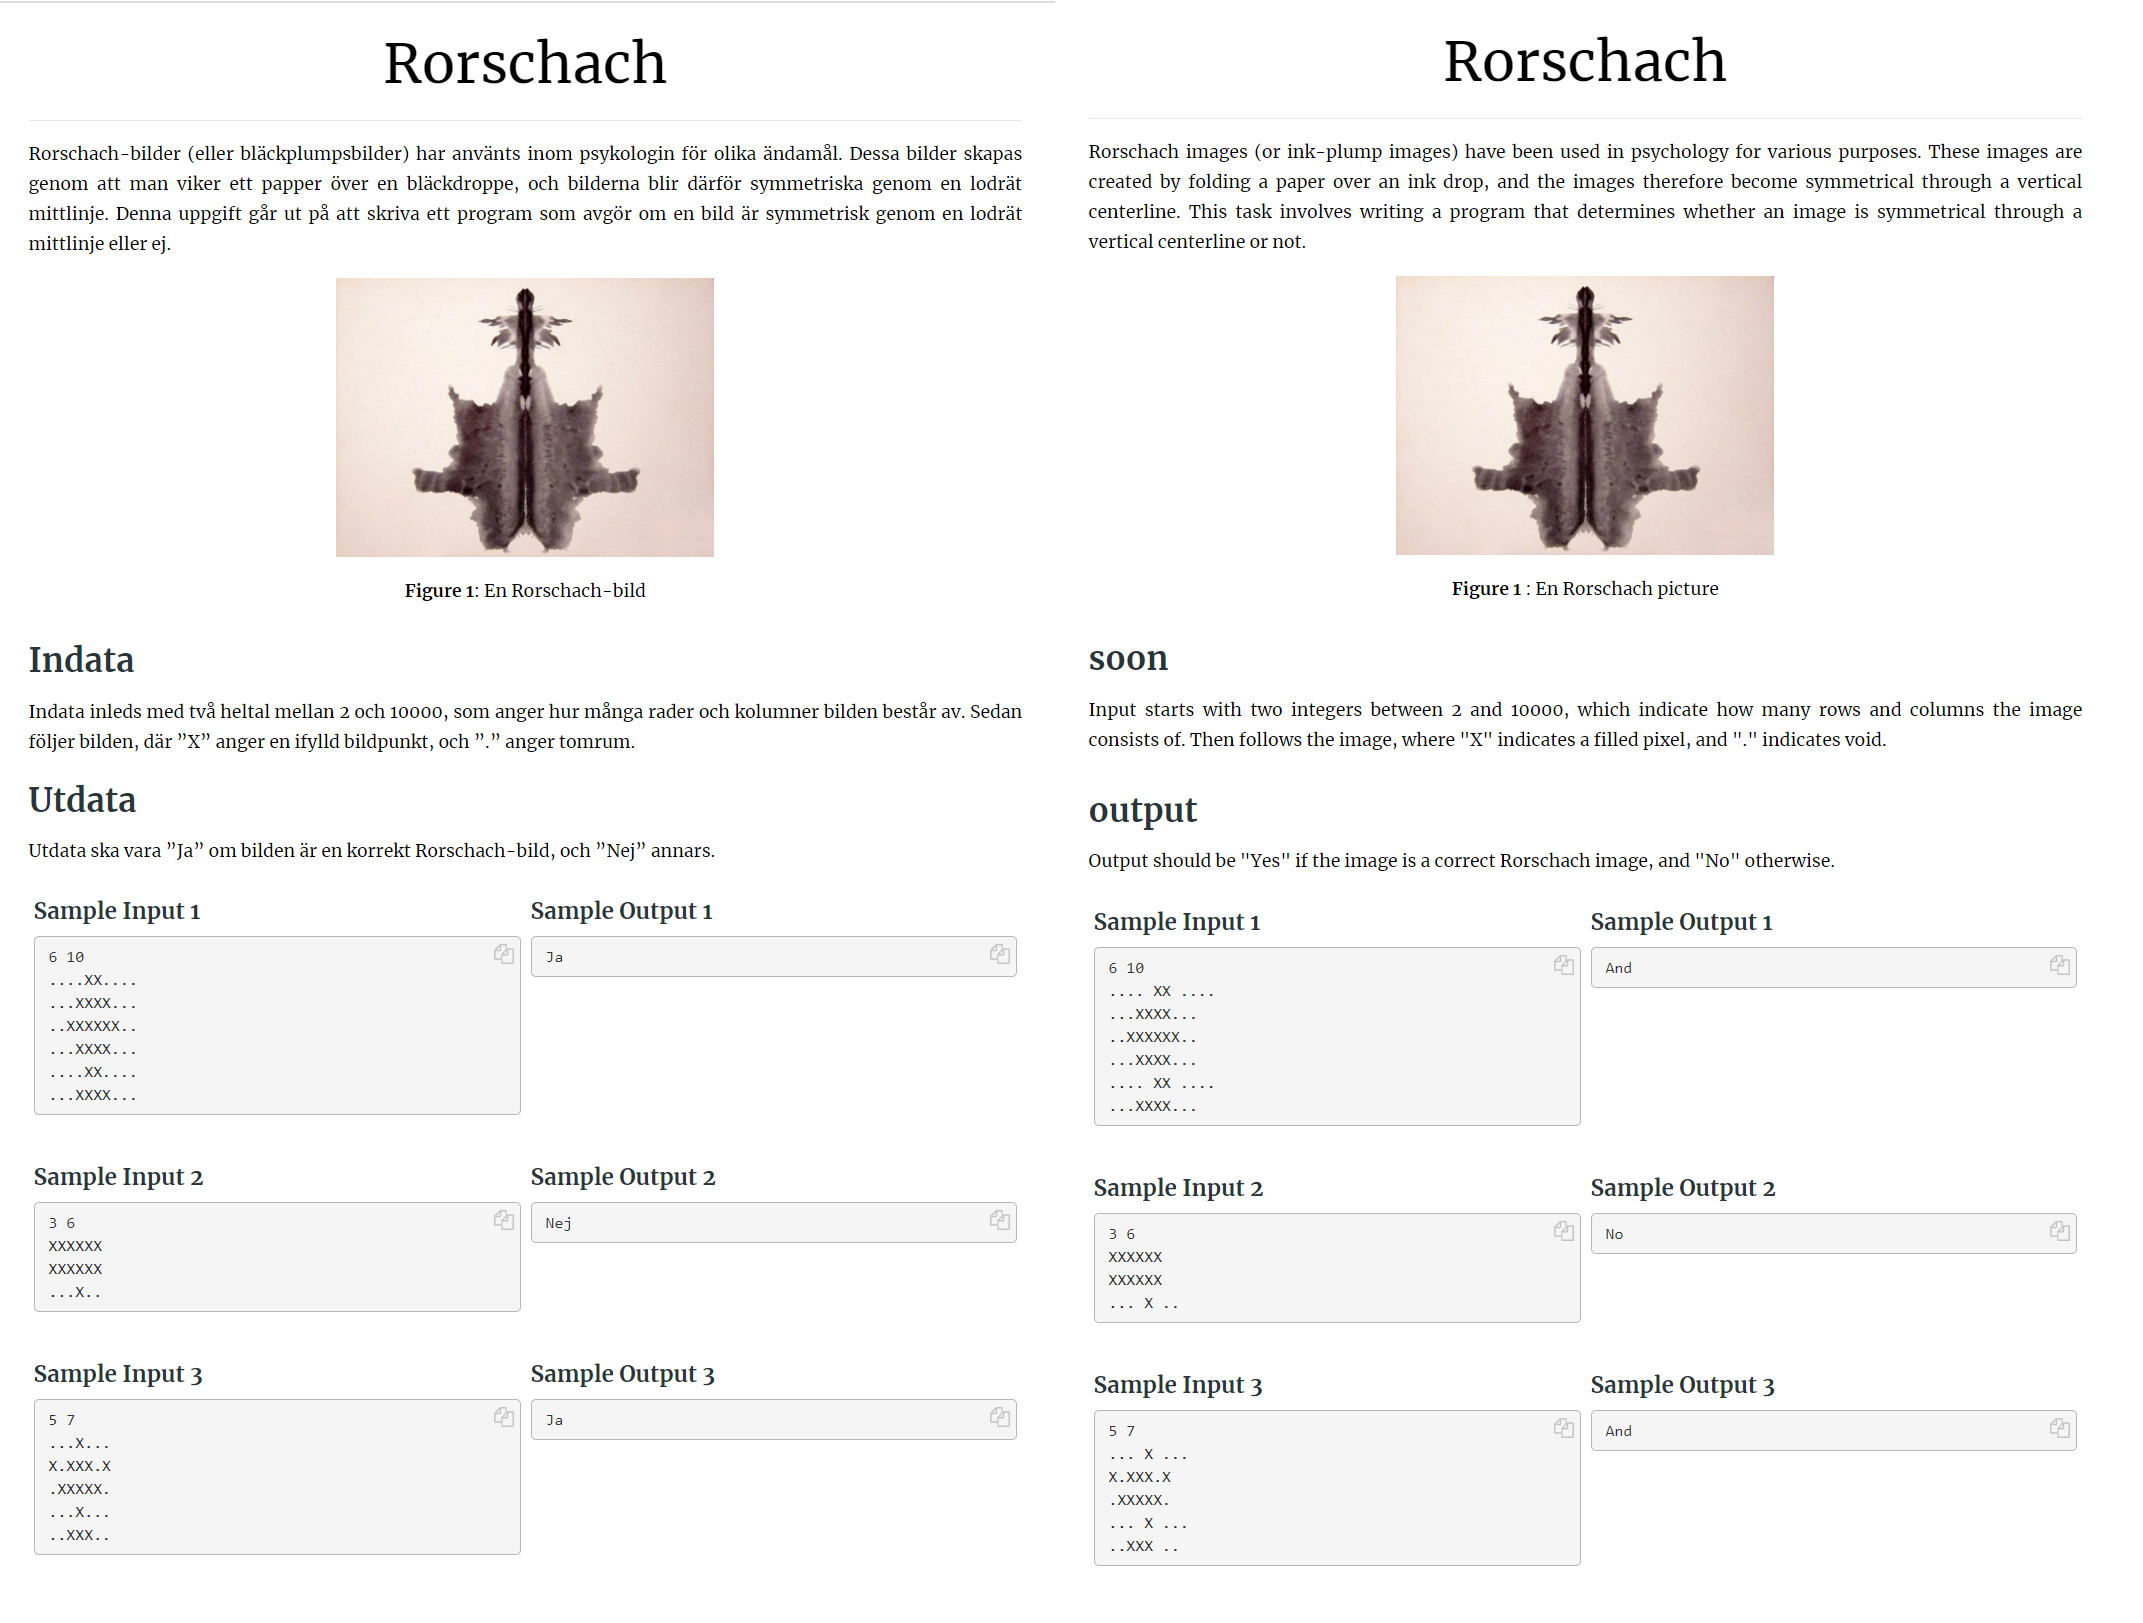 Rorschach
Rorschach-bilder (eller bläckplumpsbilder) har använts inom psykologin för olika ändamål. Dessa bilder skapas
genom att man viker ett papper över en bläckdroppe, och bilderna blir därför symmetriska genom en lodrät
mittlinje. Denna uppgift går ut på att skriva ett program som avgör om en bild är symmetrisk genom en lodrät
mittlinje eller ej.
Figure 1: En Rorschach-bild
Indata
Indata inleds med två heltal mellan 2 och 10000, som anger hur många rader och kolumner bilden består av. Sedan
följer bilden, där ”X” anger en ifylld bildpunkt, och ”.” anger tomrum.
Utdata
Utdata ska vara ”Ja” om bilden är en korrekt Rorschach-bild, och ”Nej” annars.
Sample Input 1
6 10
....XX....
...XXXX...
..XXXXXX..
...XXXX...
....XX....
...XXXX...
Sample Output 1
Ja
Sample Input 2
3 6
XXXXXX
XXXXXX
...X..
Sample Output 2
Nej
Sample Input 3
5 7
...X...
X.XXX.X
.XXXXX.
...X...
..XXX..
Sample Output 3
Ja
Rorschach
Rorschach images (or ink-plump images) have been used in psychology for various purposes. These images are
created by folding a paper over an ink drop, and the images therefore become symmetrical through a vertical
centerline. This task involves writing a program that determines whether an image is symmetrical through a
vertical centerline or not.
Figure 1 : En Rorschach picture
soon
Input starts with two integers between 2 and 10000, which indicate how many rows and columns the image
consists of. Then follows the image, where "X" indicates a filled pixel, and "." indicates void.
output
Output should be "Yes" if the image is a correct Rorschach image, and "No" otherwise.
Sample Input 1
6 10
.... XX ....
...XXXX...
..XXXXXX..
...XXXX...
.... XX ....
...XXXX...
Sample Output 1
And
Sample Input 2
3 6
XXXXXX
XXXXXX
... X ..
Sample Output 2
No
Sample Input 3
5 7
... X ...
X.XXX.X
.XXXXX.
... X ...
..XXX ..
Sample Output 3
And